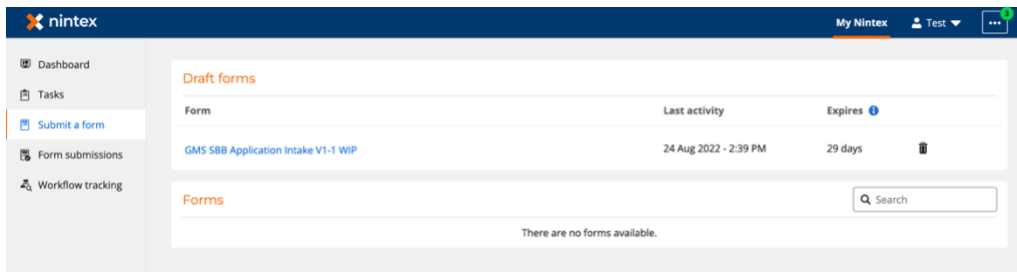 nintex
My Nintex
Test
3
Dashboard
Tasks
Submit a form
Form submissions
Workflow tracking
Draft forms
Form Last activity Expires
GMS SBB Application Intake V1-1 WIP 24 Aug 2022 - 2:39 PM 29 days
Forms
Search
There are no forms available.